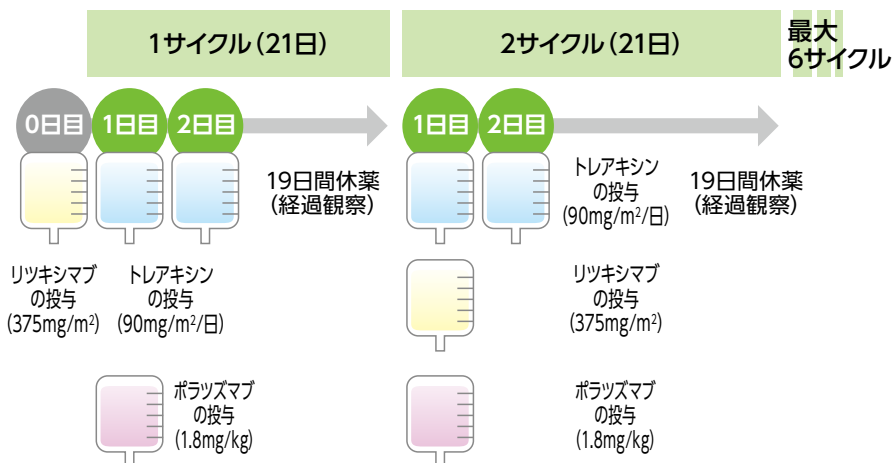 1サイクル（21日）
2サイクル（21日）
最大
6サイクル
0日目
1日目
2日目
19日間休薬
（経過観察）
1日目
2日目
トレアキシン
の投与
(90mg/m²/日)
19日間休薬
（経過観察）
リツキシマブ
の投与
(375mg/m²)
トレアキシン
の投与
(90mg/m²/日)
リツキシマブ
の投与
(375mg/m²)
ポラツズマブ
の投与
(1.8mg/kg)
ポラツズマブ
の投与
(1.8mg/kg)